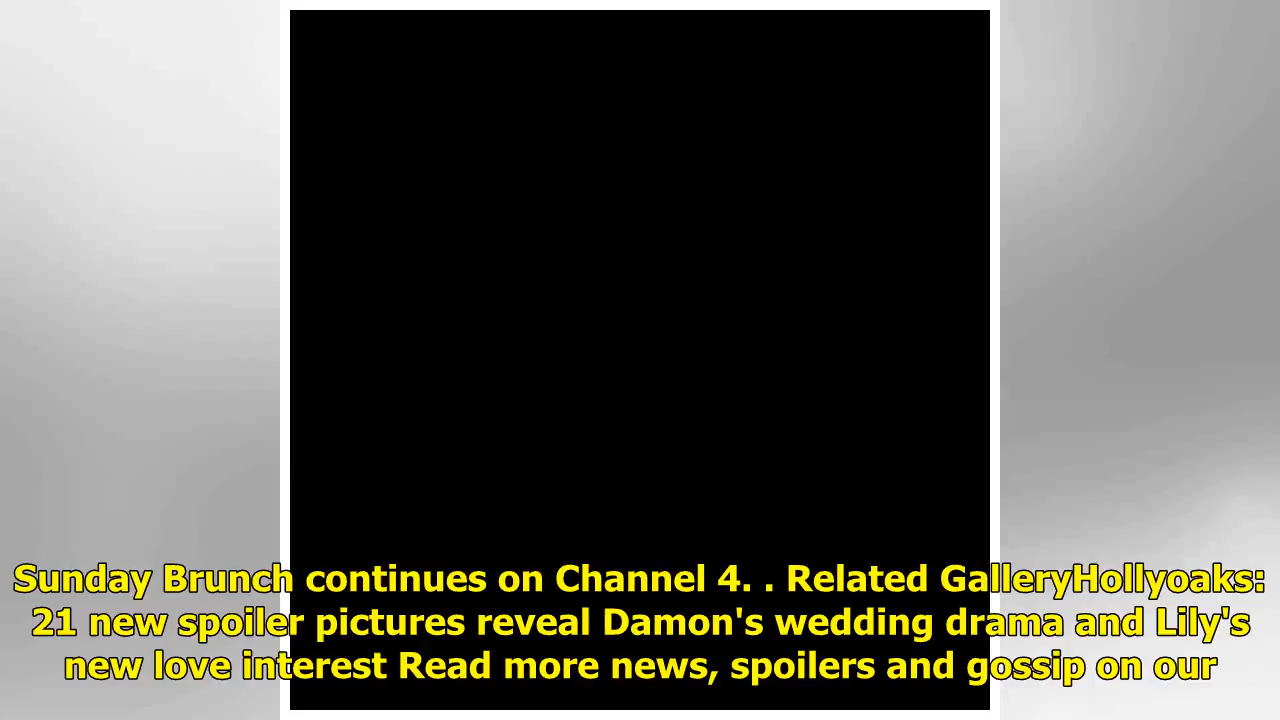 Sunday Brunch continues on Channel 4. . Related GalleryHollyoaks:
21 new spoiler pictures reveal Damon's wedding drama and Lily's
new love interest Read more news, spoilers and gossip on our